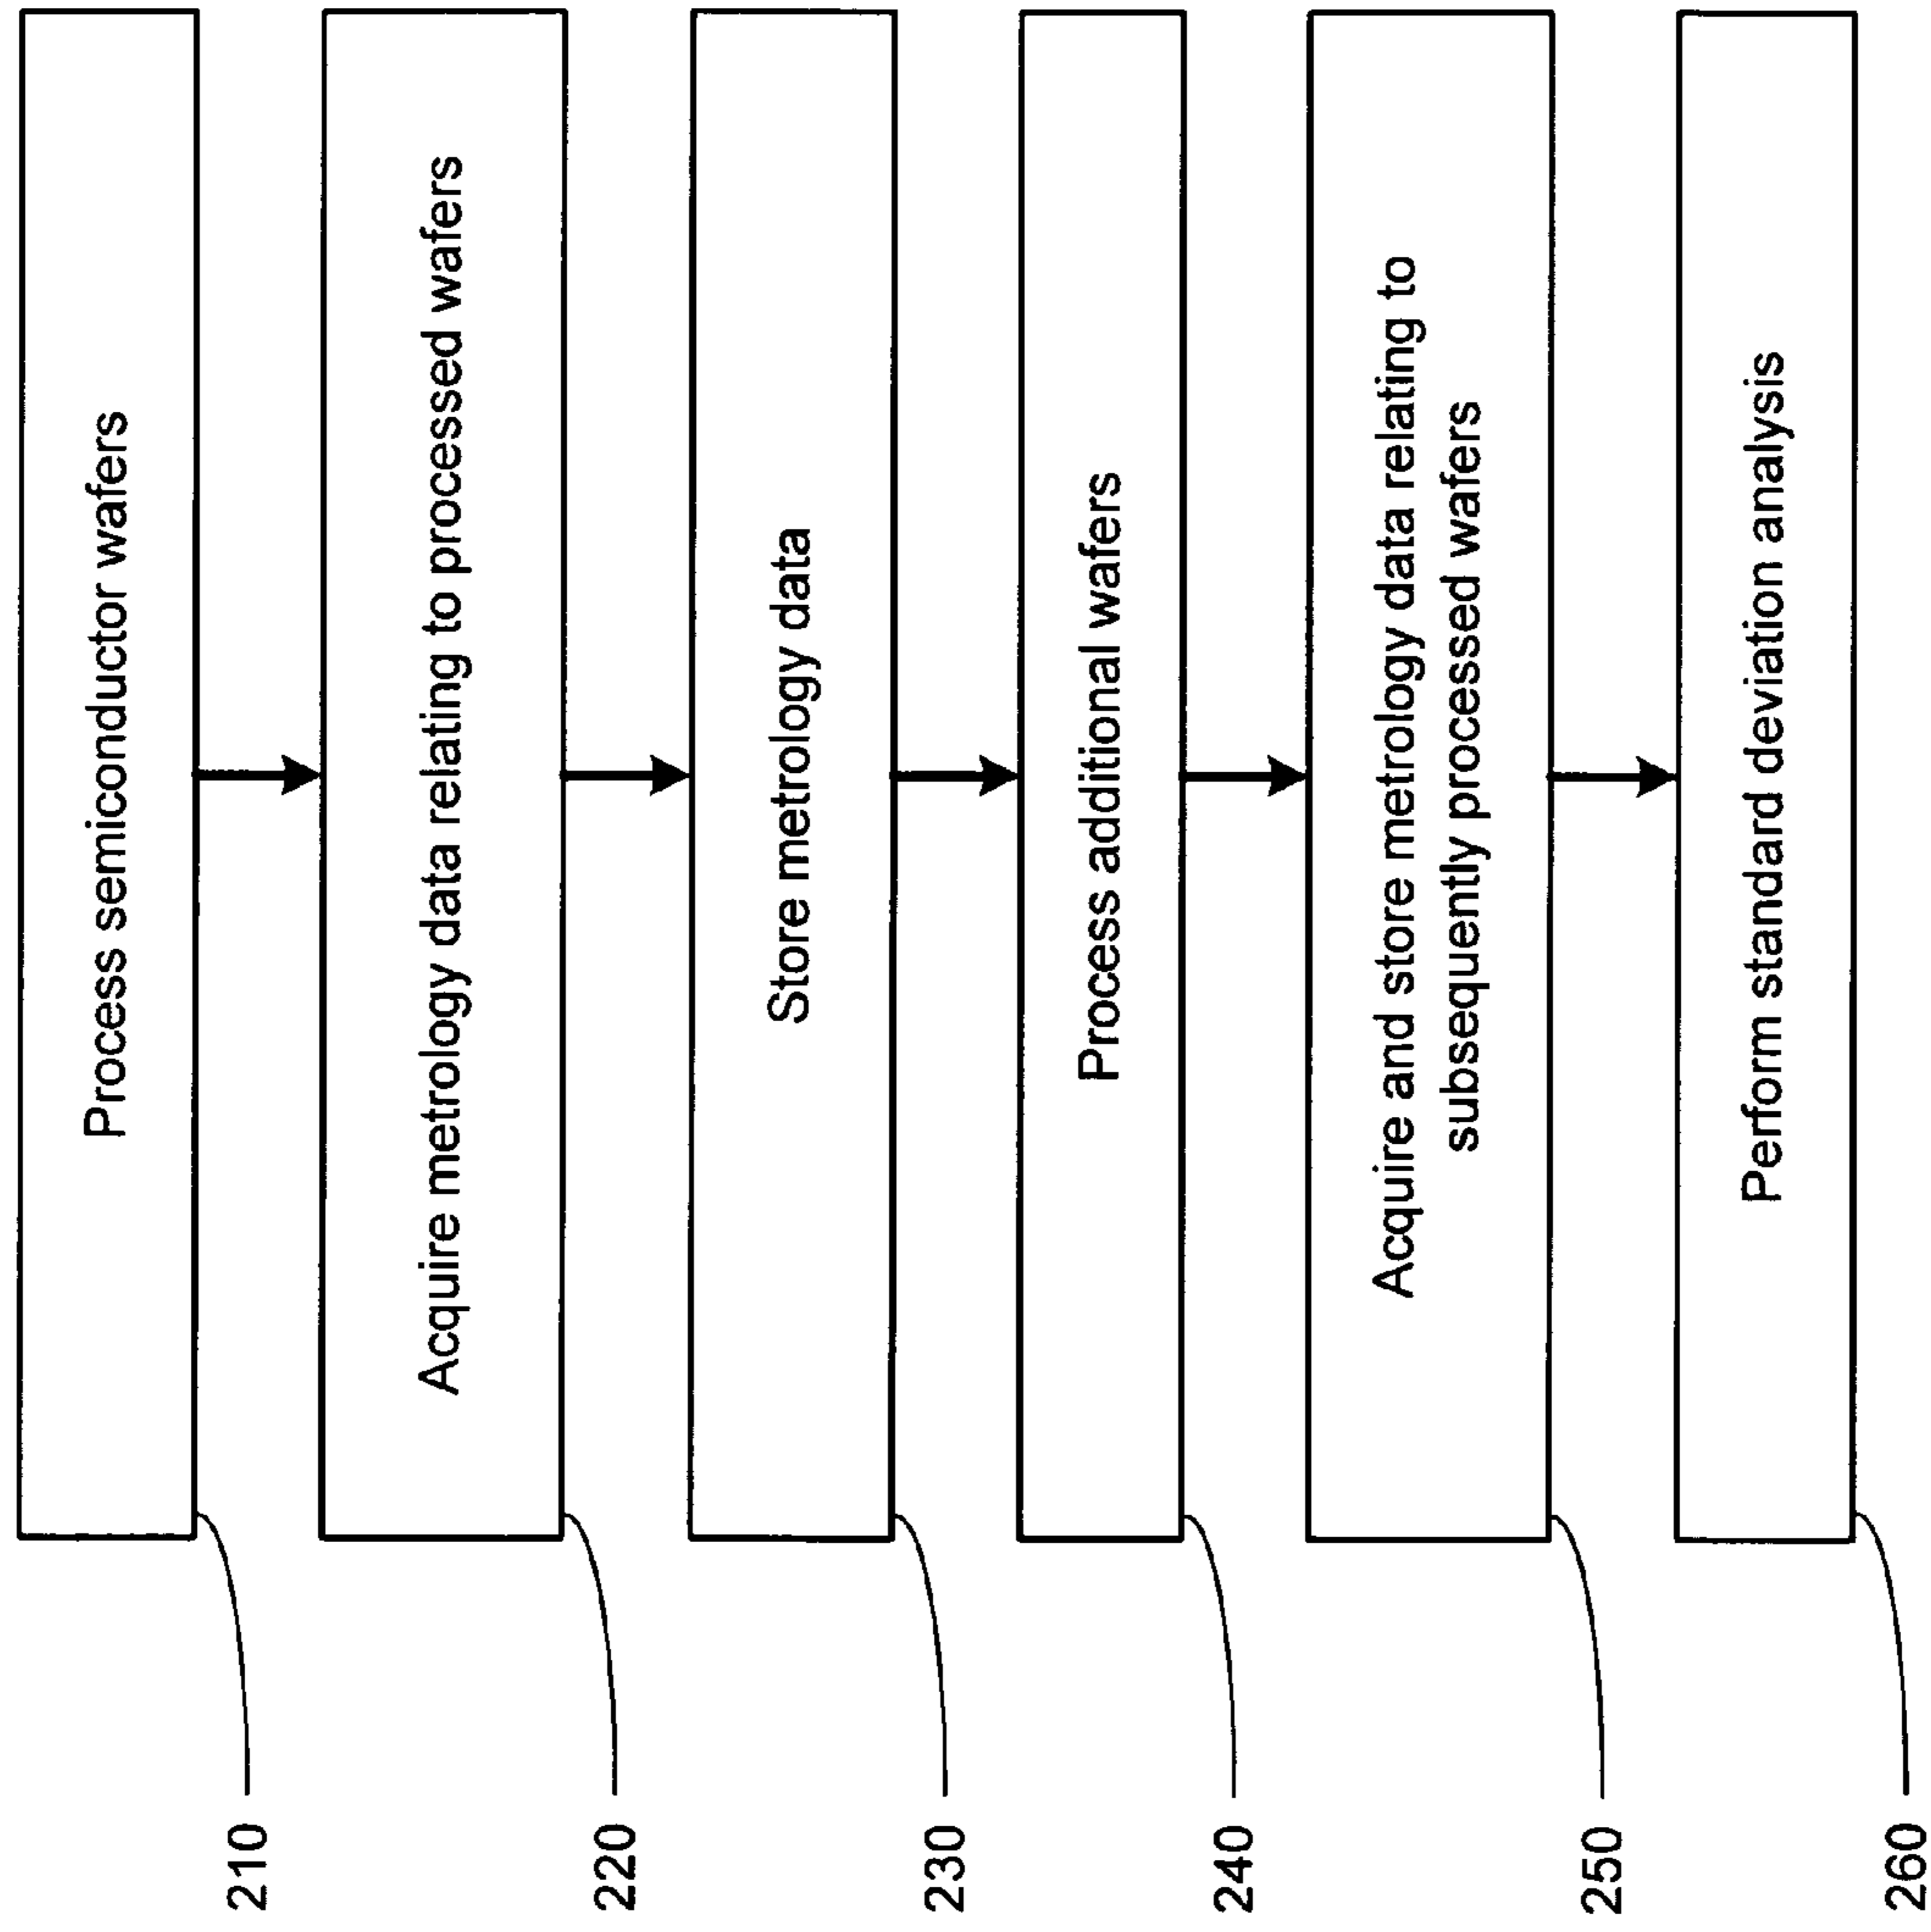 210
Process semiconductor wafers
220
Acquire metrology data relating to processed wafers
230
Store metrology data
240
Process additional wafers
250
Acquire and store metrology data relating to
subsequently processed wafers
260
Perform standard deviation analysis